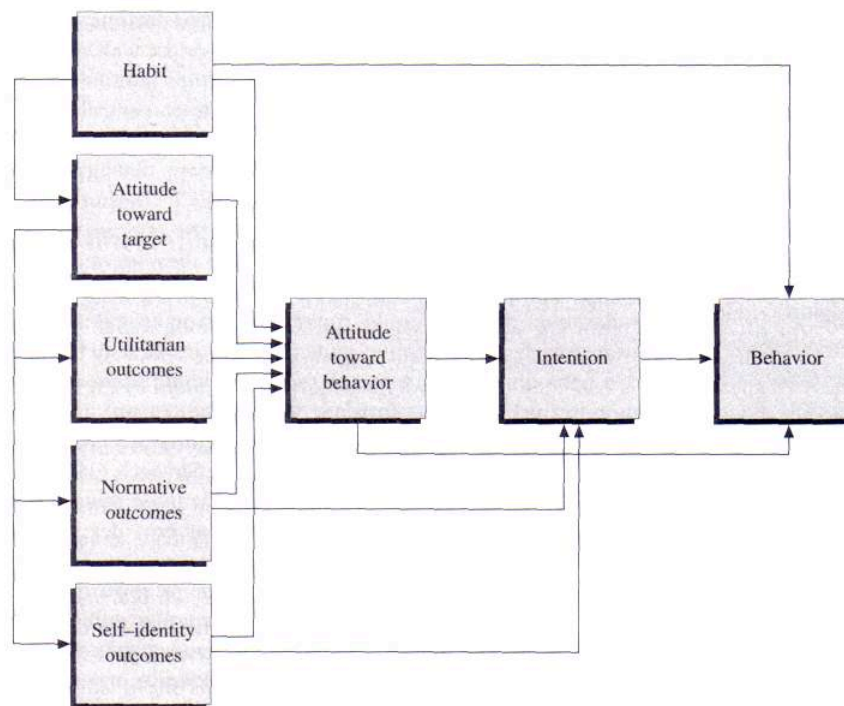 Habit
Attitude
toward
target
Utilitarian
outcomes
Normative
outcomes
Self–identity
outcomes
Attitude
toward
behavior
Intention
Behavior